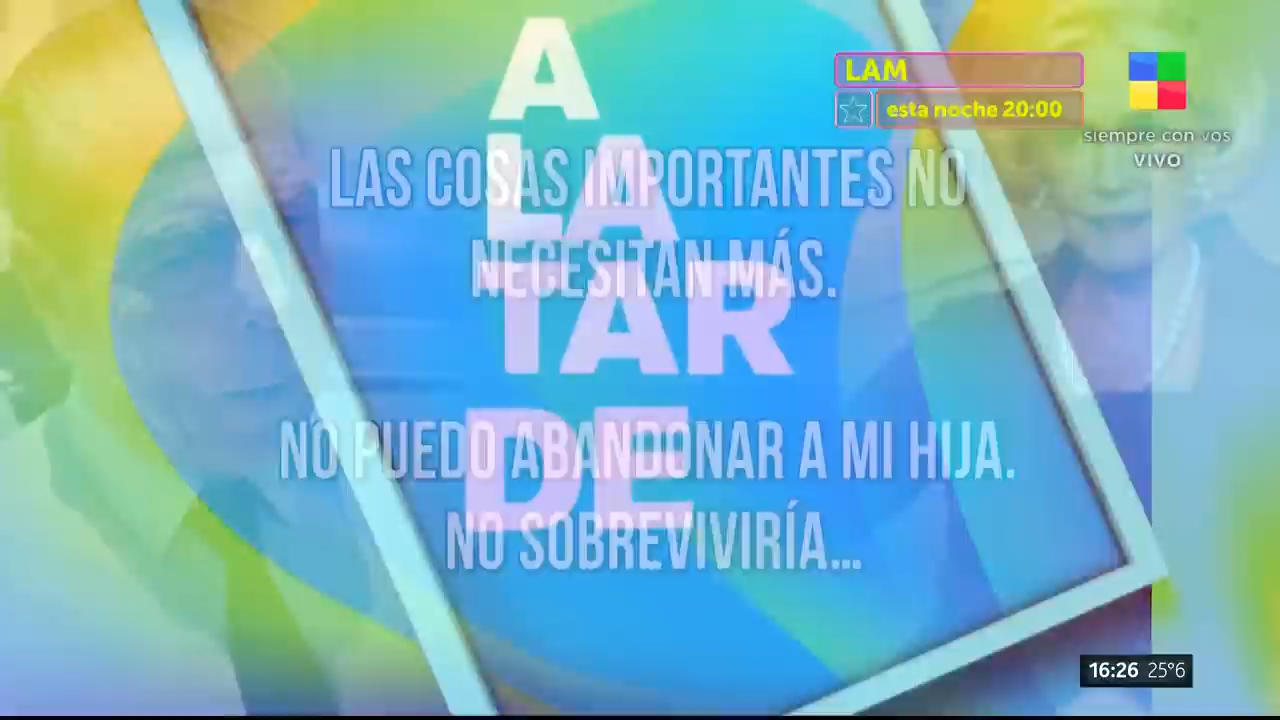 A
LA
TAR
DE
LAM
esta noche 20:00
siempre con vos
VIVO
LAS COSAS IMPORTANTES NO
NECESITAN MÁS.
NO PUEDO ABANDONAR A MI HIJA.
NO SOBREVIVIRÍA...
16:26 25°6